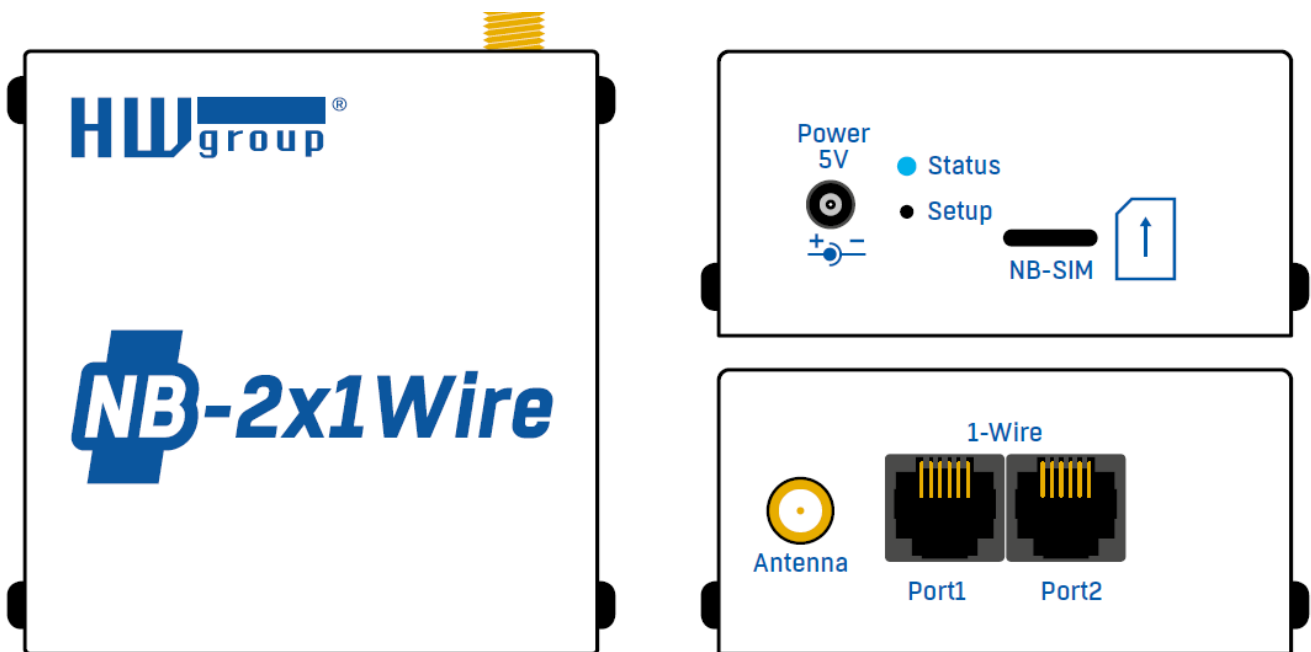 HW group ®
NB-2x1Wire
Power
5V
Status
Setup
+ −
NB-SIM
1-Wire
Antenna
Port1
Port2